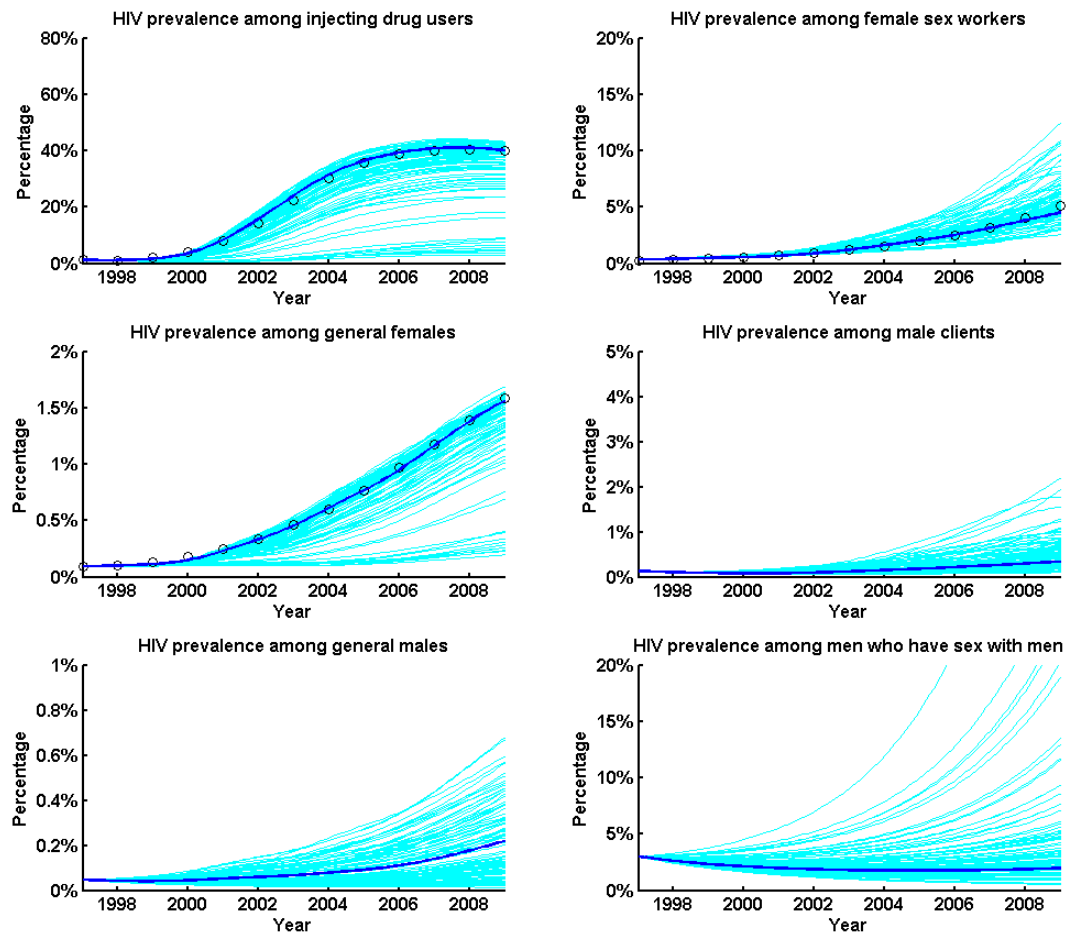 HIV prevalence among injecting drug users
80%
60%
40%
20%
0%
Percentage
1998 2000 2002 2004 2006 2008
Year
HIV prevalence among female sex workers
20%
15%
10%
5%
0%
Percentage
1998 2000 2002 2004 2006 2008
Year
HIV prevalence among general females
2%
1.5%
1%
0.5%
0%
Percentage
1998 2000 2002 2004 2006 2008
Year
HIV prevalence among male clients
5%
4%
3%
2%
1%
0%
Percentage
1998 2000 2002 2004 2006 2008
Year
HIV prevalence among general males
1%
0.8%
0.6%
0.4%
0.2%
0%
Percentage
1998 2000 2002 2004 2006 2008
Year
HIV prevalence among men who have sex with men
20%
15%
10%
5%
0%
Percentage
1998 2000 2002 2004 2006 2008
Year